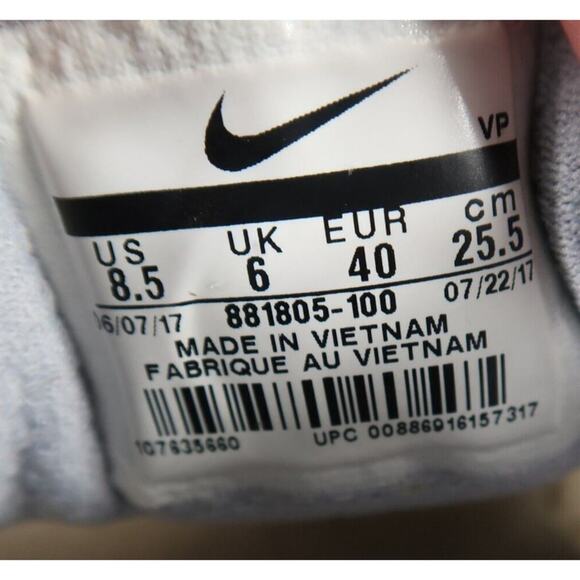 VP
US UK EUR cm
8.5 6 40 25.5
06/07/17 881805-100 07/22/17
MADE IN VIETNAM
FABRIQUE AU VIETNAM
107635660 UPC 00886916157317